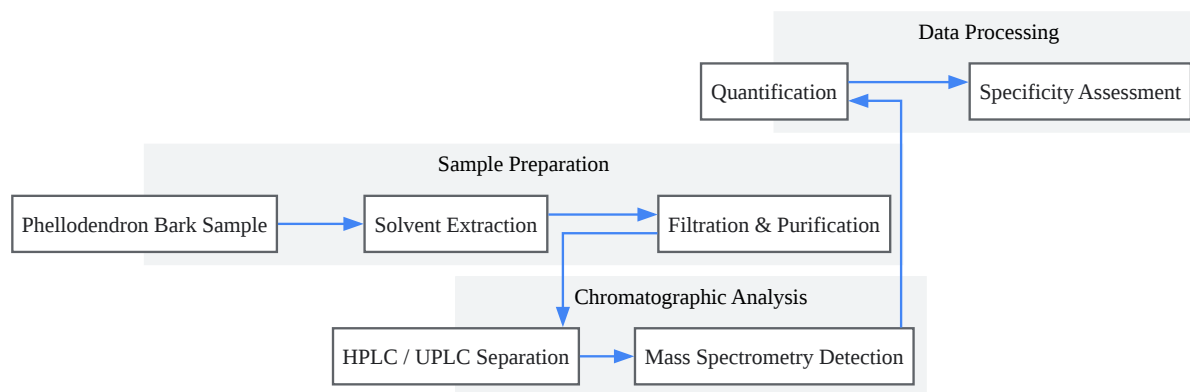 Data Processing
Quantification
Specificity Assessment
Sample Preparation
Phellodendron Bark Sample
Solvent Extraction
Filtration & Purification
Chromatographic Analysis
HPLC / UPLC Separation
Mass Spectrometry Detection